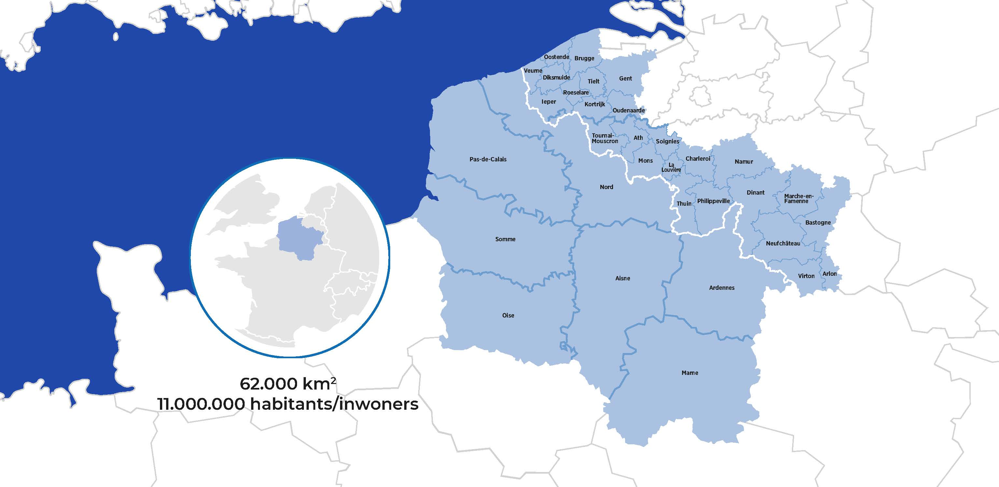 Oostende
Brugge
Veurne
Diksmuide
Tielt
Gent
Roeselare
Ieper
Kortrijk
Oudenaarde
Tournai-
Mouscron
Ath
Soignies
Pas-de-Calais
Mons
Charleroi
Namur
La
Louvière
Nord
Dinant
Marche-en-
Famenne
Thuin
Philippeville
Bastogne
Somme
Neufchâteau
Virton
Arlon
Aisne
Ardennes
Oise
Marne
62.000 km²
11.000.000 habitants/inwoners